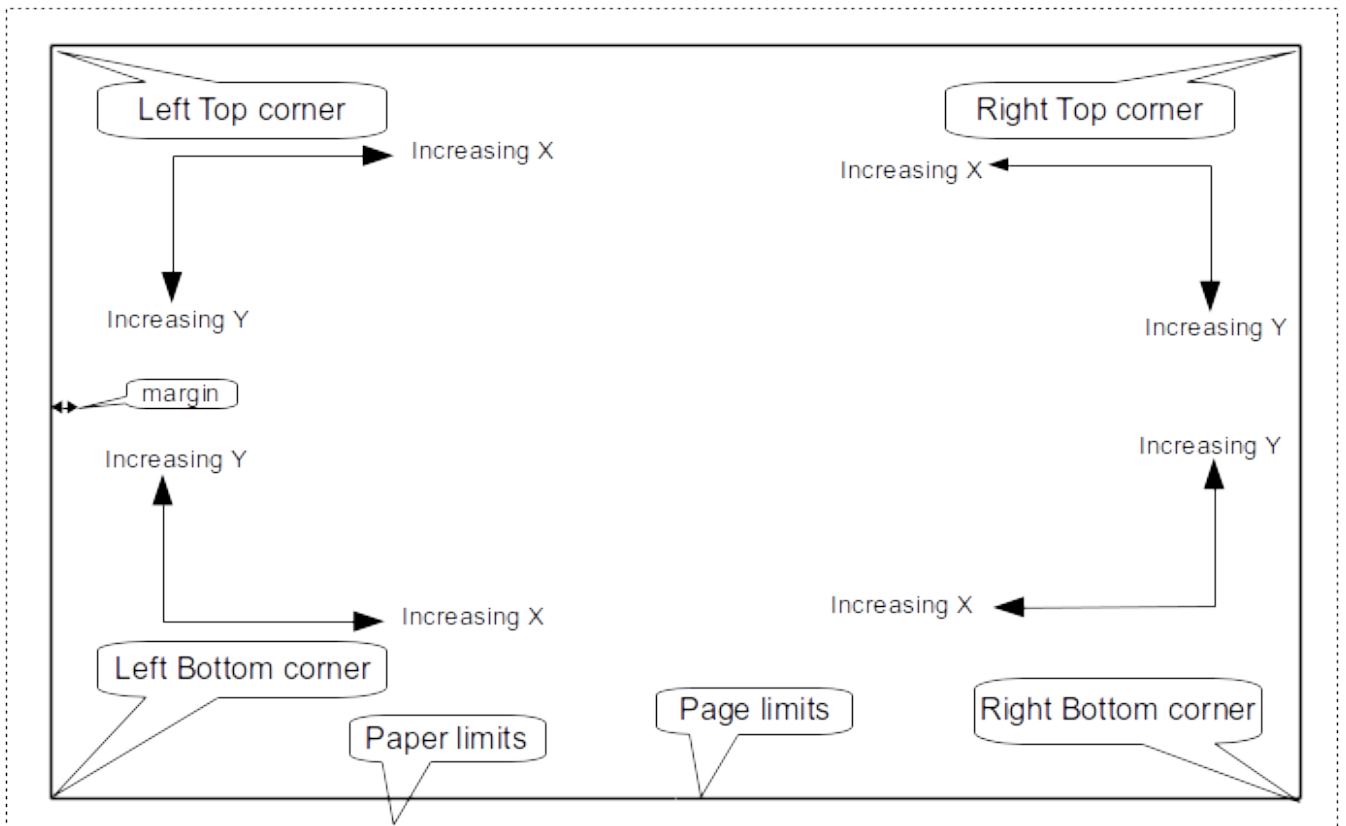 Left Top corner
Right Top corner
Increasing X
Increasing X
Increasing Y
Increasing Y
margin
Increasing Y
Increasing Y
Increasing X
Increasing X
Left Bottom corner
Page limits
Right Bottom corner
Paper limits